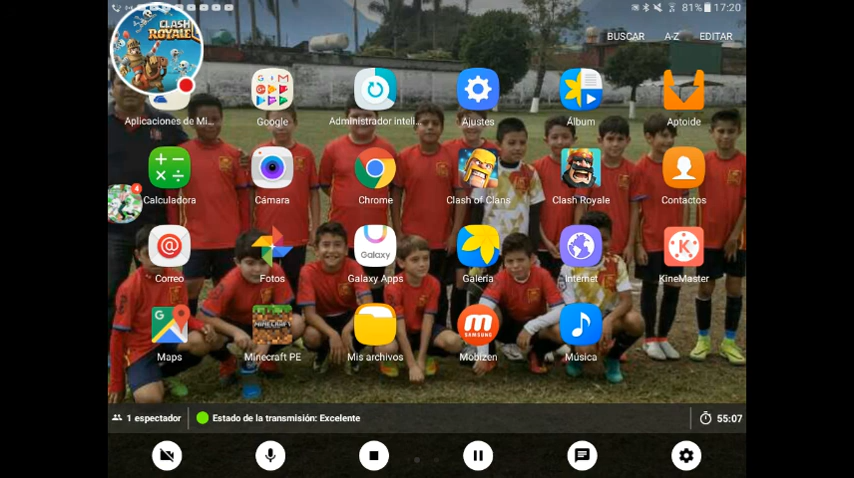 CLASH
ROYALE
81% 17:20
BUSCAR A-Z EDITAR
Aplicaciones de Mi... Google Administrador inteli... Ajustes Álbum Aptoide
4
Calculadora Cámara Chrome Clash of Clans Clash Royale Contactos
Galaxy
Correo Fotos Galaxy Apps Galería Internet KineMaster
G MINECRAFT m SAMSUNG
Maps Minecraft PE Mis archivos Mobizen Música
1 espectador Estado de la transmisión: Excelente 55:07